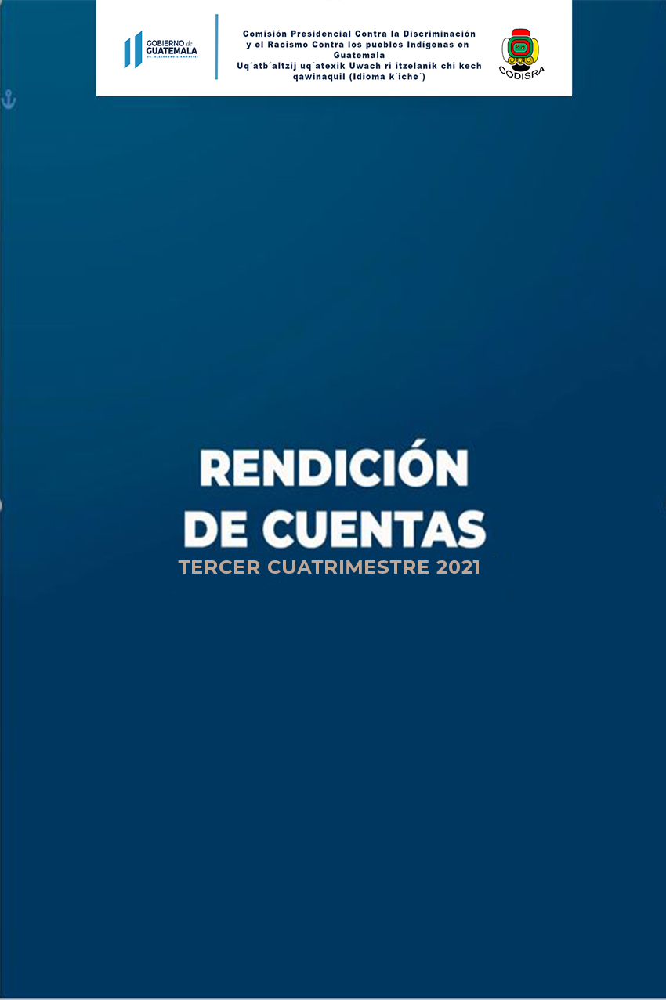 GOBIERNO de
GUATEMALA
DR. ALEJANDRO GIAMMATTEI
Comisión Presidencial Contra la Discriminación
y el Racismo Contra los pueblos Indígenas en
Guatemala
Uq´atb´altzij uq´atexik Uwach ri itzelanik chi kech
qawinaquil (Idioma k´iche´)
CODISRA
RENDICIÓN
DE CUENTAS
TERCER CUATRIMESTRE 2021